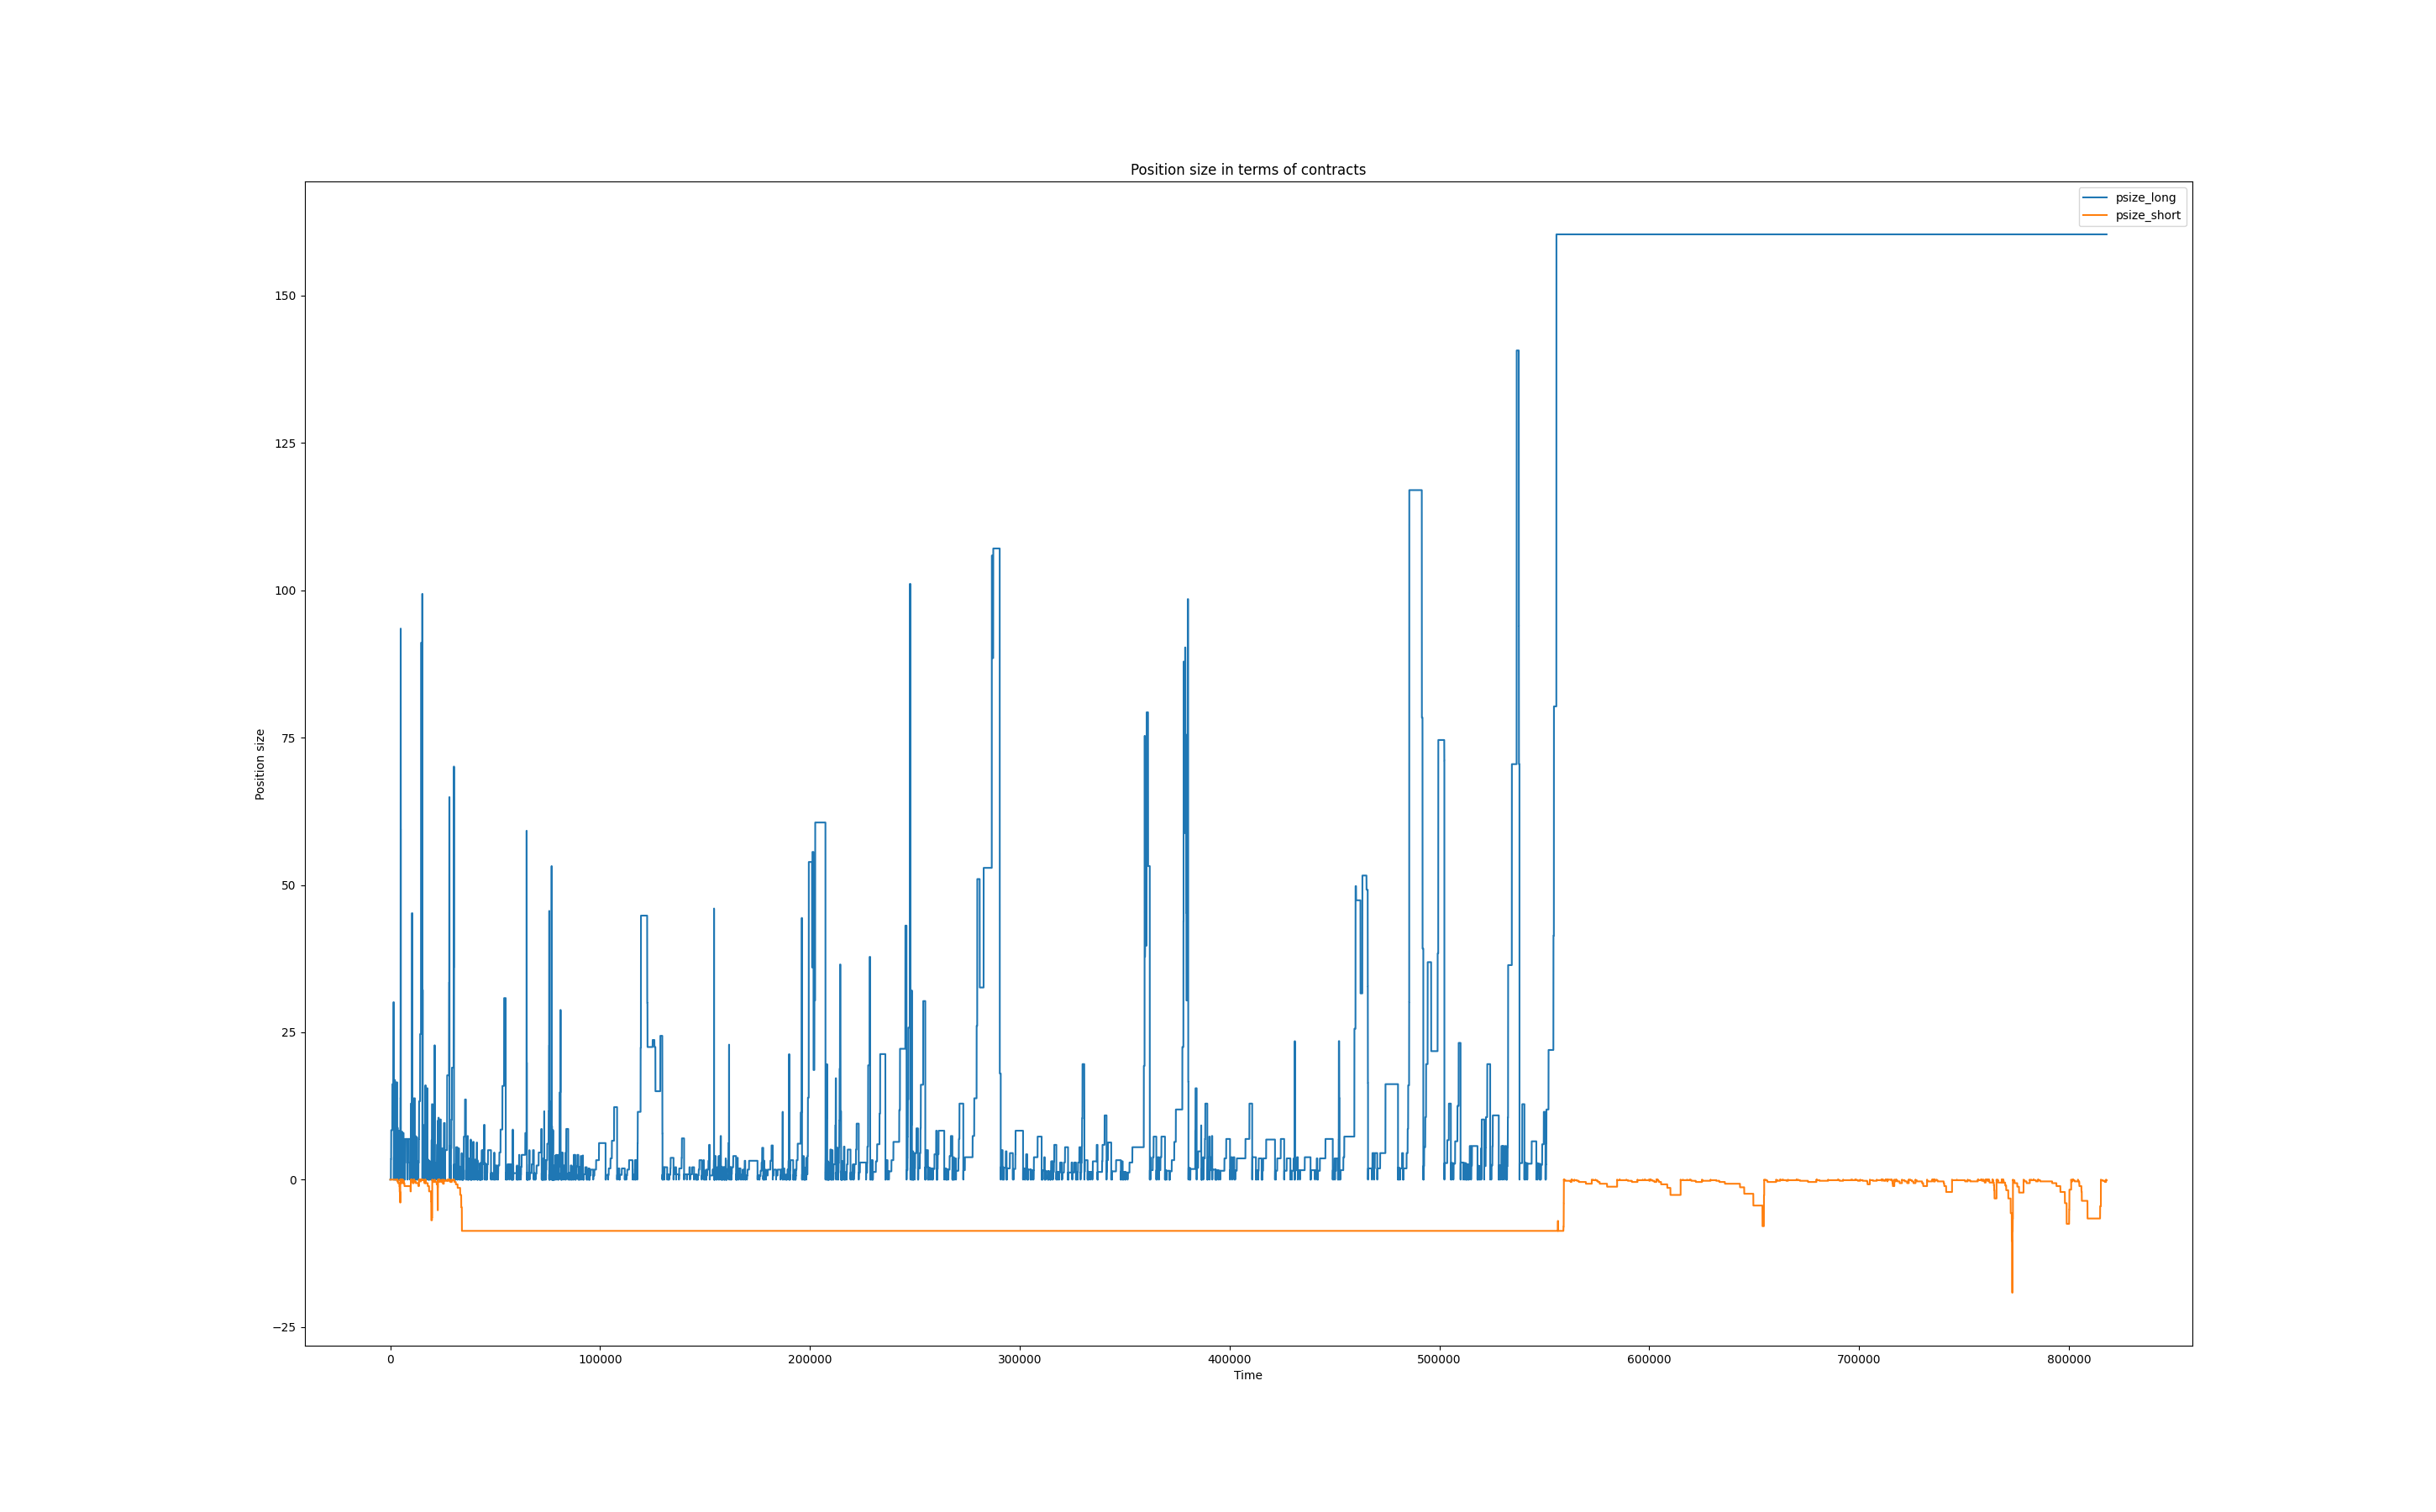 Position size in terms of contracts
psize_long
psize_short
Position size
150
125
100
75
50
25
0
−25
0 100000 200000 300000 400000 500000 600000 700000 800000
Time